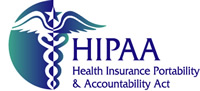 HIPAA
Health Insurance Portability
& Accountability Act